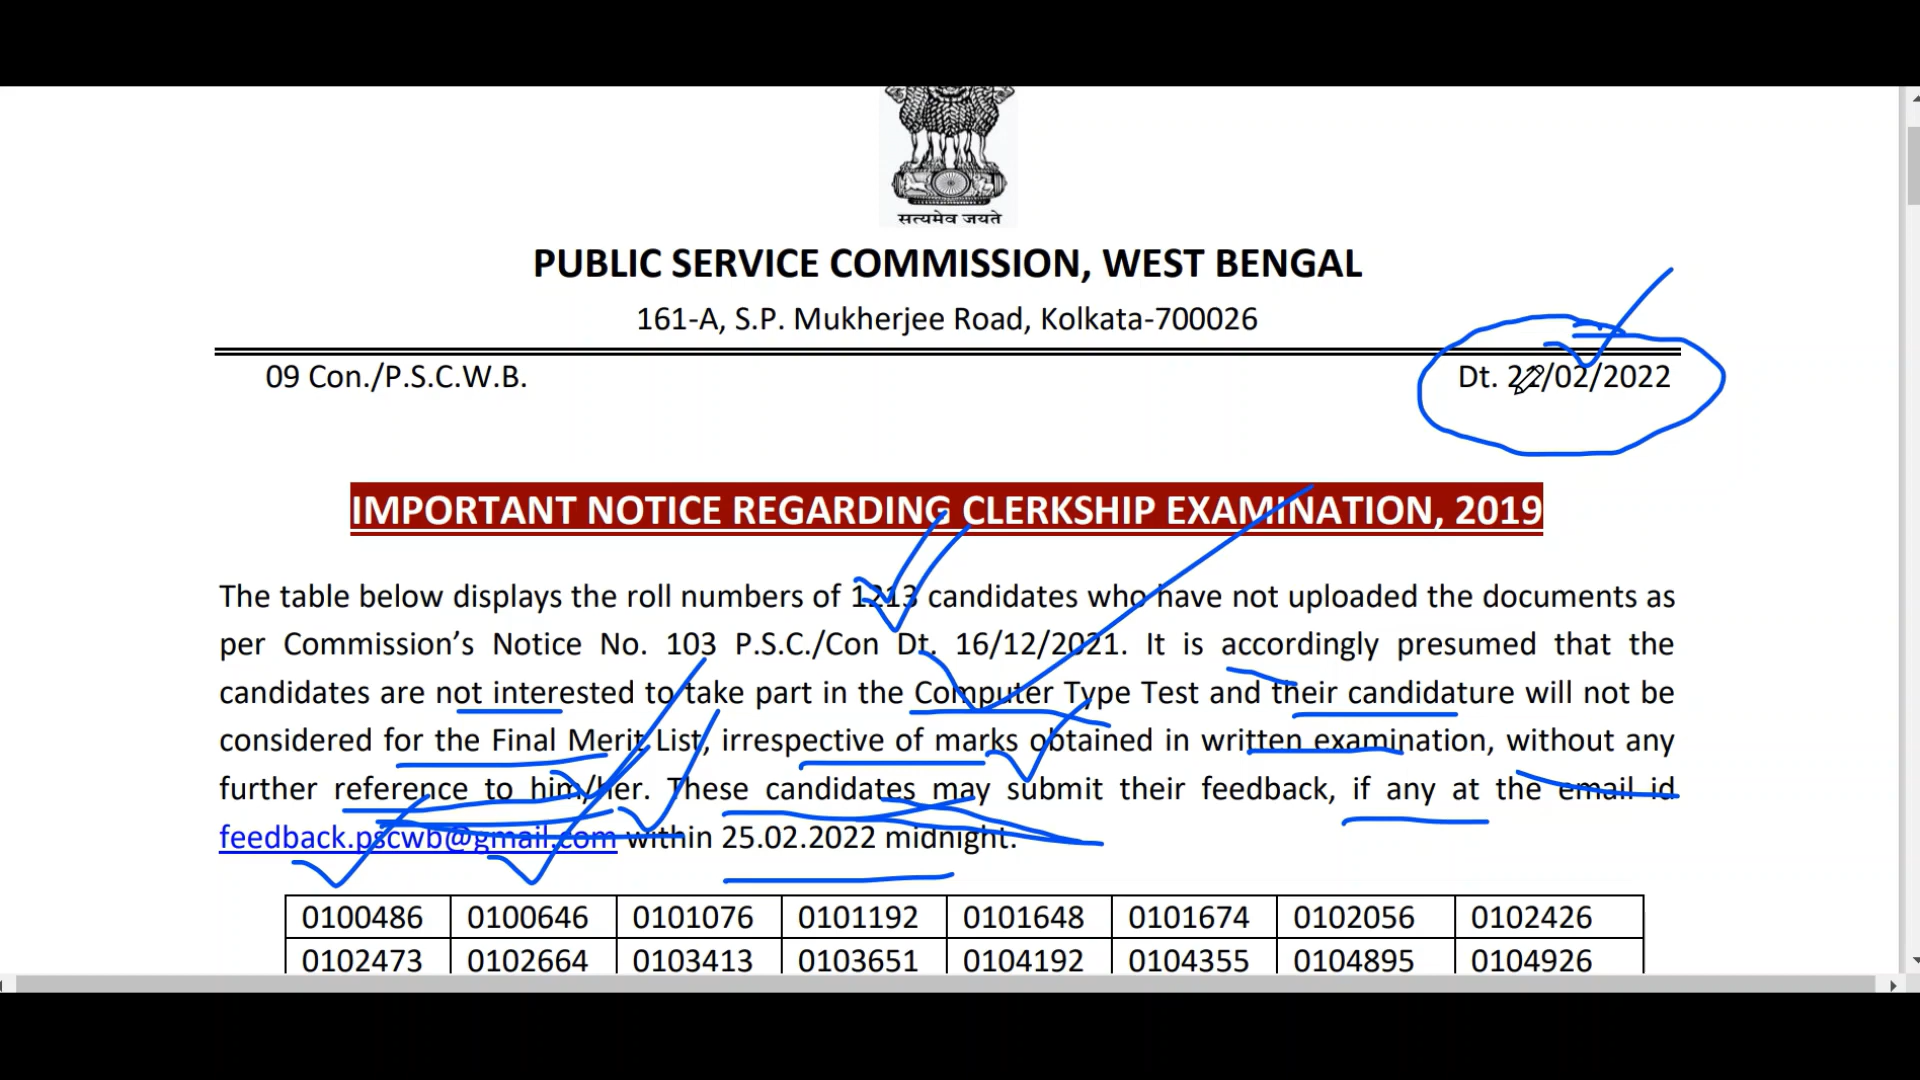 सत्यमेव जयते
PUBLIC SERVICE COMMISSION, WEST BENGAL
161-A, S.P. Mukherjee Road, Kolkata-700026
09 Con./P.S.C.W.B. Dt. 22/02/2022
IMPORTANT NOTICE REGARDING CLERKSHIP EXAMINATION, 2019
The table below displays the roll numbers of 1213 candidates who have not uploaded the documents as
per Commission's Notice No. 103 P.S.C./Con Dt. 16/12/2021. It is accordingly presumed that the
candidates are not interested to take part in the Computer Type Test and their candidature will not be
considered for the Final Merit List, irrespective of marks obtained in written examination, without any
further reference to him/her. These candidates may submit their feedback, if any at the email id
feedback.pscwb@gmail.com within 25.02.2022 midnight.
0100486 0100646 0101076 0101192 0101648 0101674 0102056 0102426
0102473 0102664 0103413 0103651 0104192 0104355 0104895 0104926